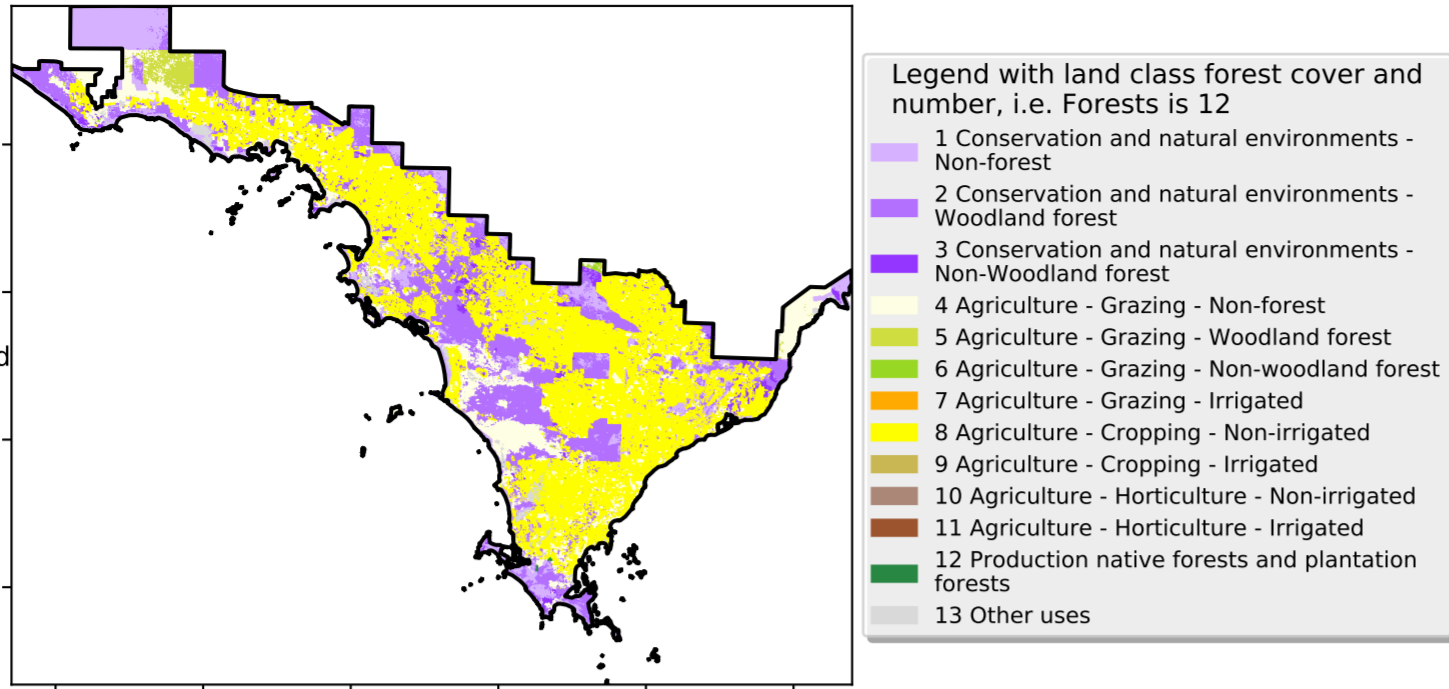 Legend with land class forest cover and
number, i.e. Forests is 12
1 Conservation and natural environments -
Non-forest
2 Conservation and natural environments -
Woodland forest
3 Conservation and natural environments -
Non-Woodland forest
4 Agriculture - Grazing - Non-forest
5 Agriculture - Grazing - Woodland forest
6 Agriculture - Grazing - Non-woodland forest
7 Agriculture - Grazing - Irrigated
8 Agriculture - Cropping - Non-irrigated
9 Agriculture - Cropping - Irrigated
10 Agriculture - Horticulture - Non-irrigated
11 Agriculture - Horticulture - Irrigated
12 Production native forests and plantation
forests
13 Other uses
d